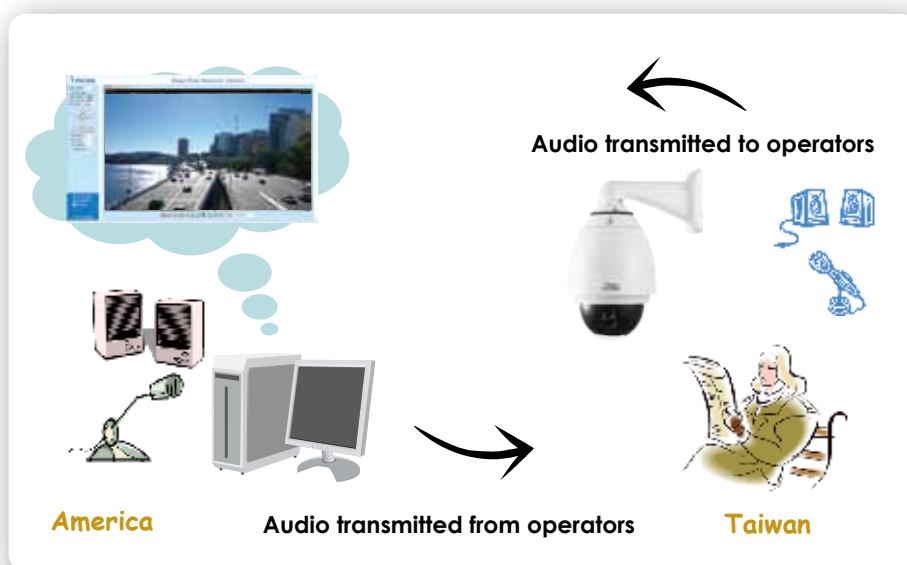 Audio transmitted to operators
America
Audio transmitted from operators
Taiwan